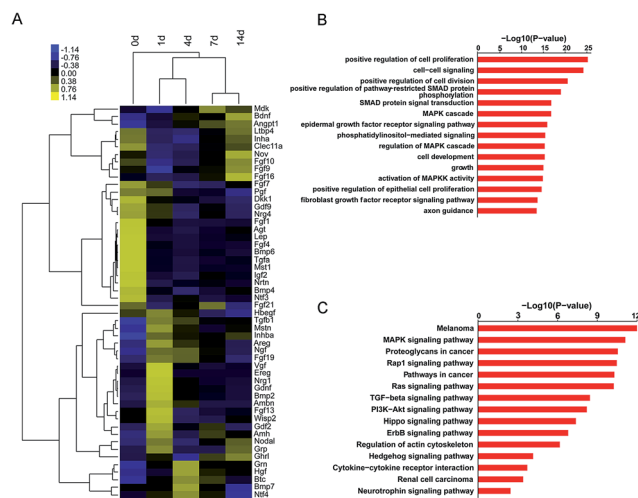 A
-1.14
-0.76
-0.38
0.00
0.38
0.76
1.14
0d
1d
4d
7d
14d
Mdk
Bdnf
Angpt1
Ltbp4
Inha
Clec11a
Nov
Fgf10
Fgf9
Fgf16
Fgf7
Pgf
Dkk1
Gdf9
Nrg4
Fgf1
Agt
Lep
Fgf4
Bmp6
Tgfa
Mst1
Igf2
Nrtn
Bmp4
Ntf3
Fgf21
Hbegf
Tgfb1
Mstn
Inhba
Areg
Ngf
Fgf19
Vgf
Ereg
Nrg1
Gdnf
Bmp2
Ambn
Fgf13
Wisp2
Gdf2
Amh
Nodal
Grp
Ghrl
Grn
Hgf
Btc
Bmp7
Ntf4
B
-Log10(P-value)
0 5 10 15 20 25
positive regulation of cell proliferation
cell-cell signaling
positive regulation of cell division
positive regulation of pathway-restricted SMAD protein
phosphorylation
SMAD protein signal transduction
MAPK cascade
epidermal growth factor receptor signaling pathway
phosphatidylinositol-mediated signaling
regulation of MAPK cascade
cell development
growth
activation of MAPKK activity
positive regulation of epithelial cell proliferation
fibroblast growth factor receptor signaling pathway
axon guidance
C
-Log10(P-value)
0 3 6 9 12
Melanoma
MAPK signaling pathway
Proteoglycans in cancer
Rap1 signaling pathway
Pathways in cancer
Ras signaling pathway
TGF-beta signaling pathway
PI3K-Akt signaling pathway
Hippo signaling pathway
ErbB signaling pathway
Regulation of actin cytoskeleton
Hedgehog signaling pathway
Cytokine-cytokine receptor interaction
Renal cell carcinoma
Neurotrophin signaling pathway